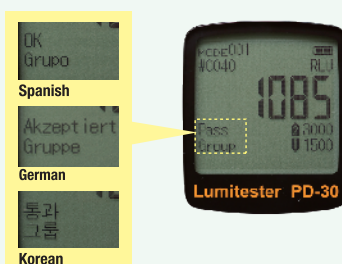 OK
Grupo
Spanish
Akzeptiert
Gruppe
German
통과
그룹
Korean
MODE001
#C040
RLU
1085
Pass
3000
Group
1500
Lumitester PD-30